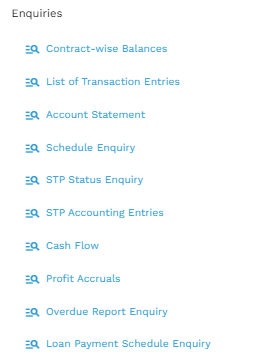 Enquiries
Contract-wise Balances
List of Transaction Entries
Account Statement
Schedule Enquiry
STP Status Enquiry
STP Accounting Entries
Cash Flow
Profit Accruals
Overdue Report Enquiry
Loan Payment Schedule Enquiry